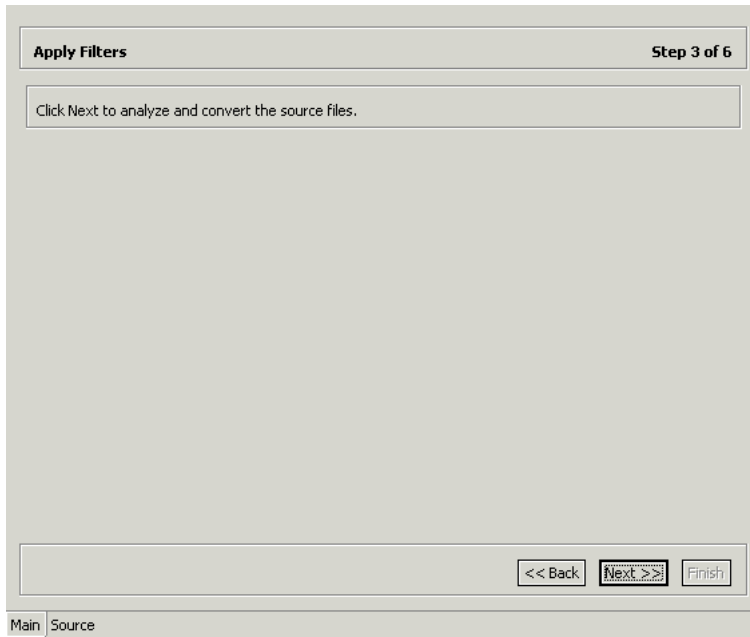 Apply Filters Step 3 of 6
Click Next to analyze and convert the source files.
<< Back Next >> Finish
Main Source